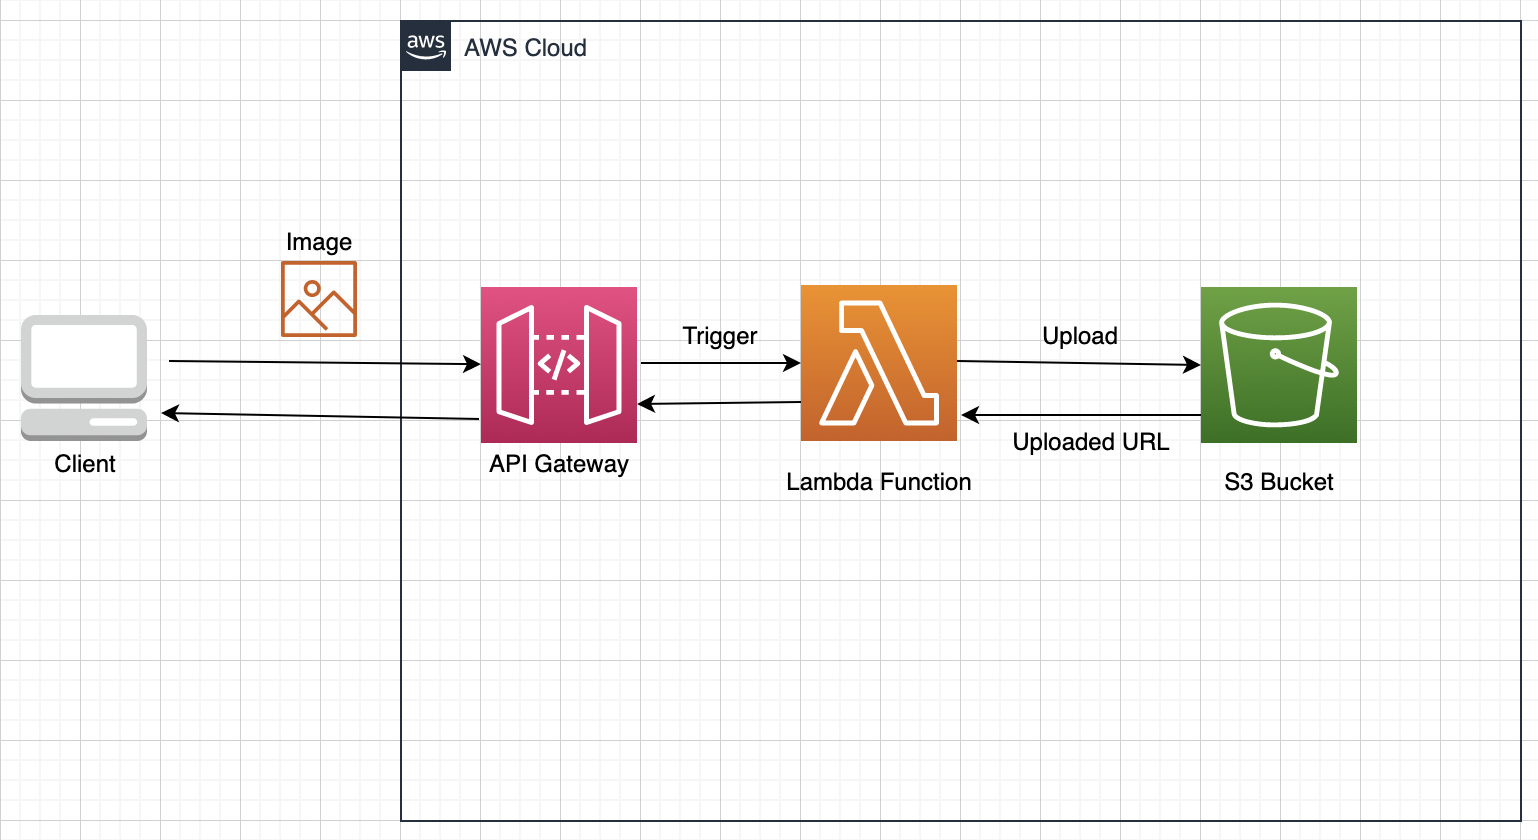 aws
AWS Cloud
Image
Trigger
Upload
</>
Uploaded URL
Client
API Gateway
Lambda Function
S3 Bucket